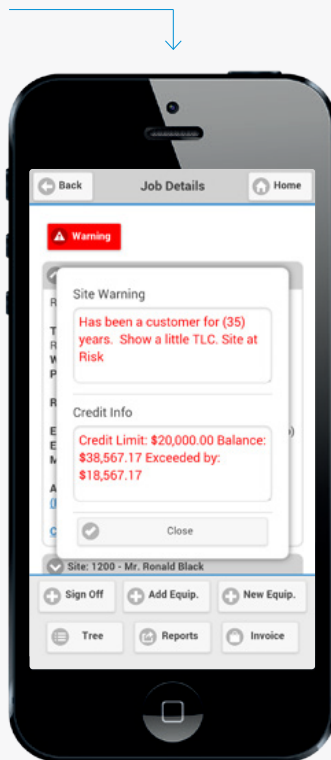 Back
Job Details
Home
Warning
Site Warning
Has been a customer for (35)
years. Show a little TLC. Site at
Risk
Credit Info
Credit Limit: $20,000.00 Balance:
$38,567.17 Exceeded by:
$18,567.17
Close
Site: 1200 - Mr. Ronald Black
Sign Off
Add Equip.
New Equip.
Tree
Reports
Invoice